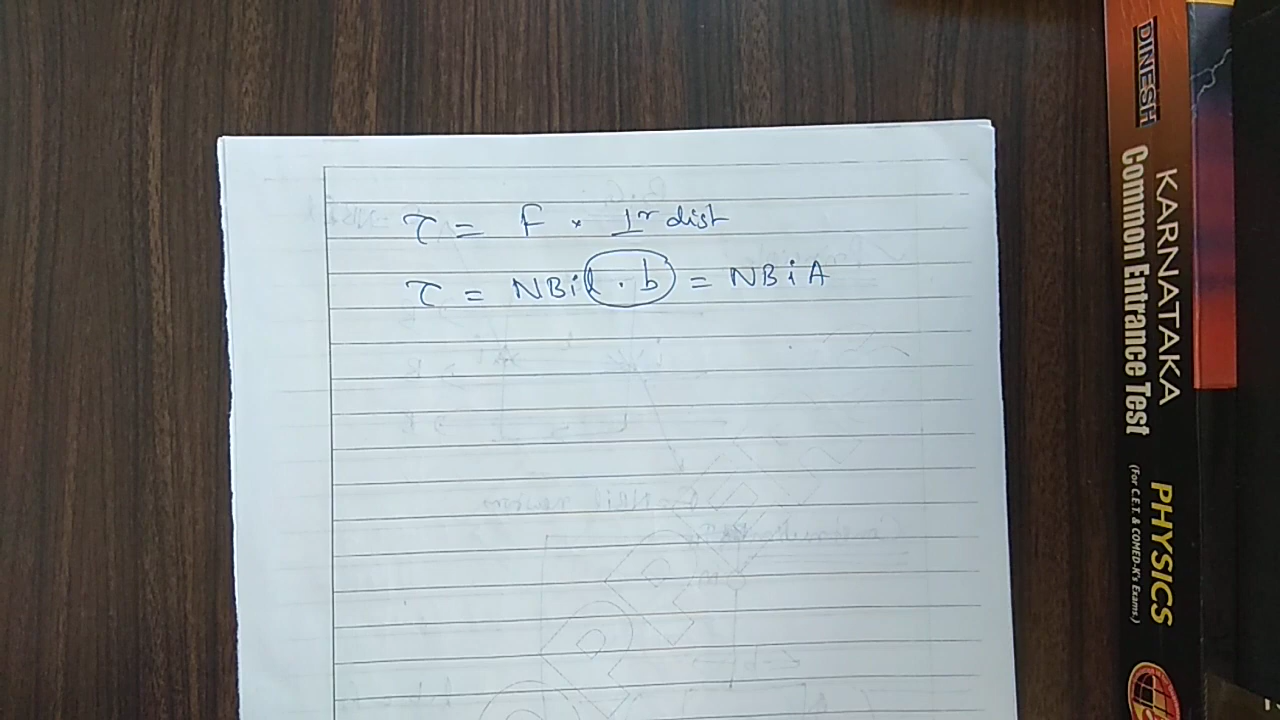 τ = F × ⊥r dist
τ = NBil · b = NBiA
DINESH
KARNATAKA
Common Entrance Test
PHYSICS
(For C.E.T. & COMED-K's Exams.)